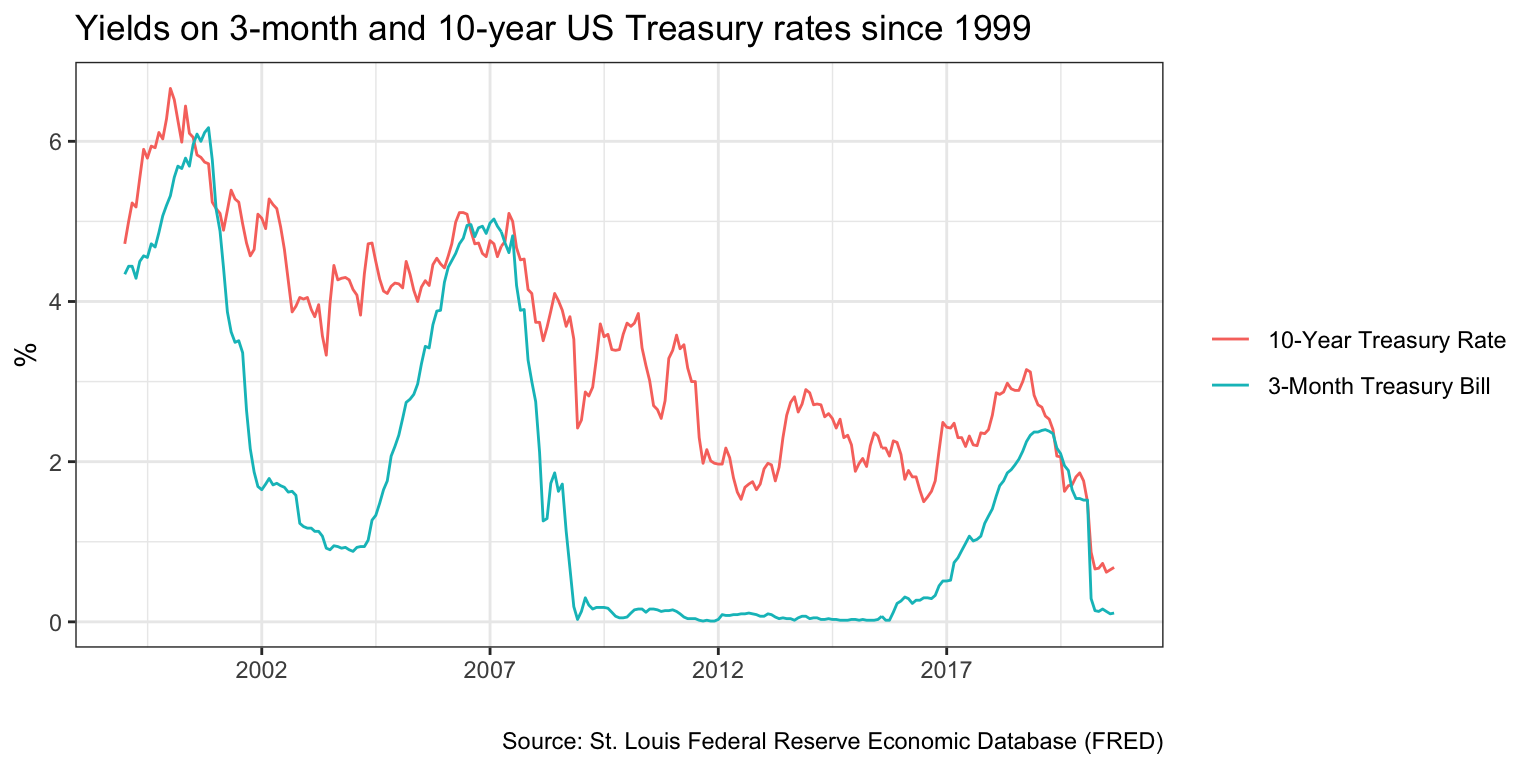 Yields on 3-month and 10-year US Treasury rates since 1999
6
4
2
0
%
2002 2007 2012 2017
10-Year Treasury Rate
3-Month Treasury Bill
Source: St. Louis Federal Reserve Economic Database (FRED)